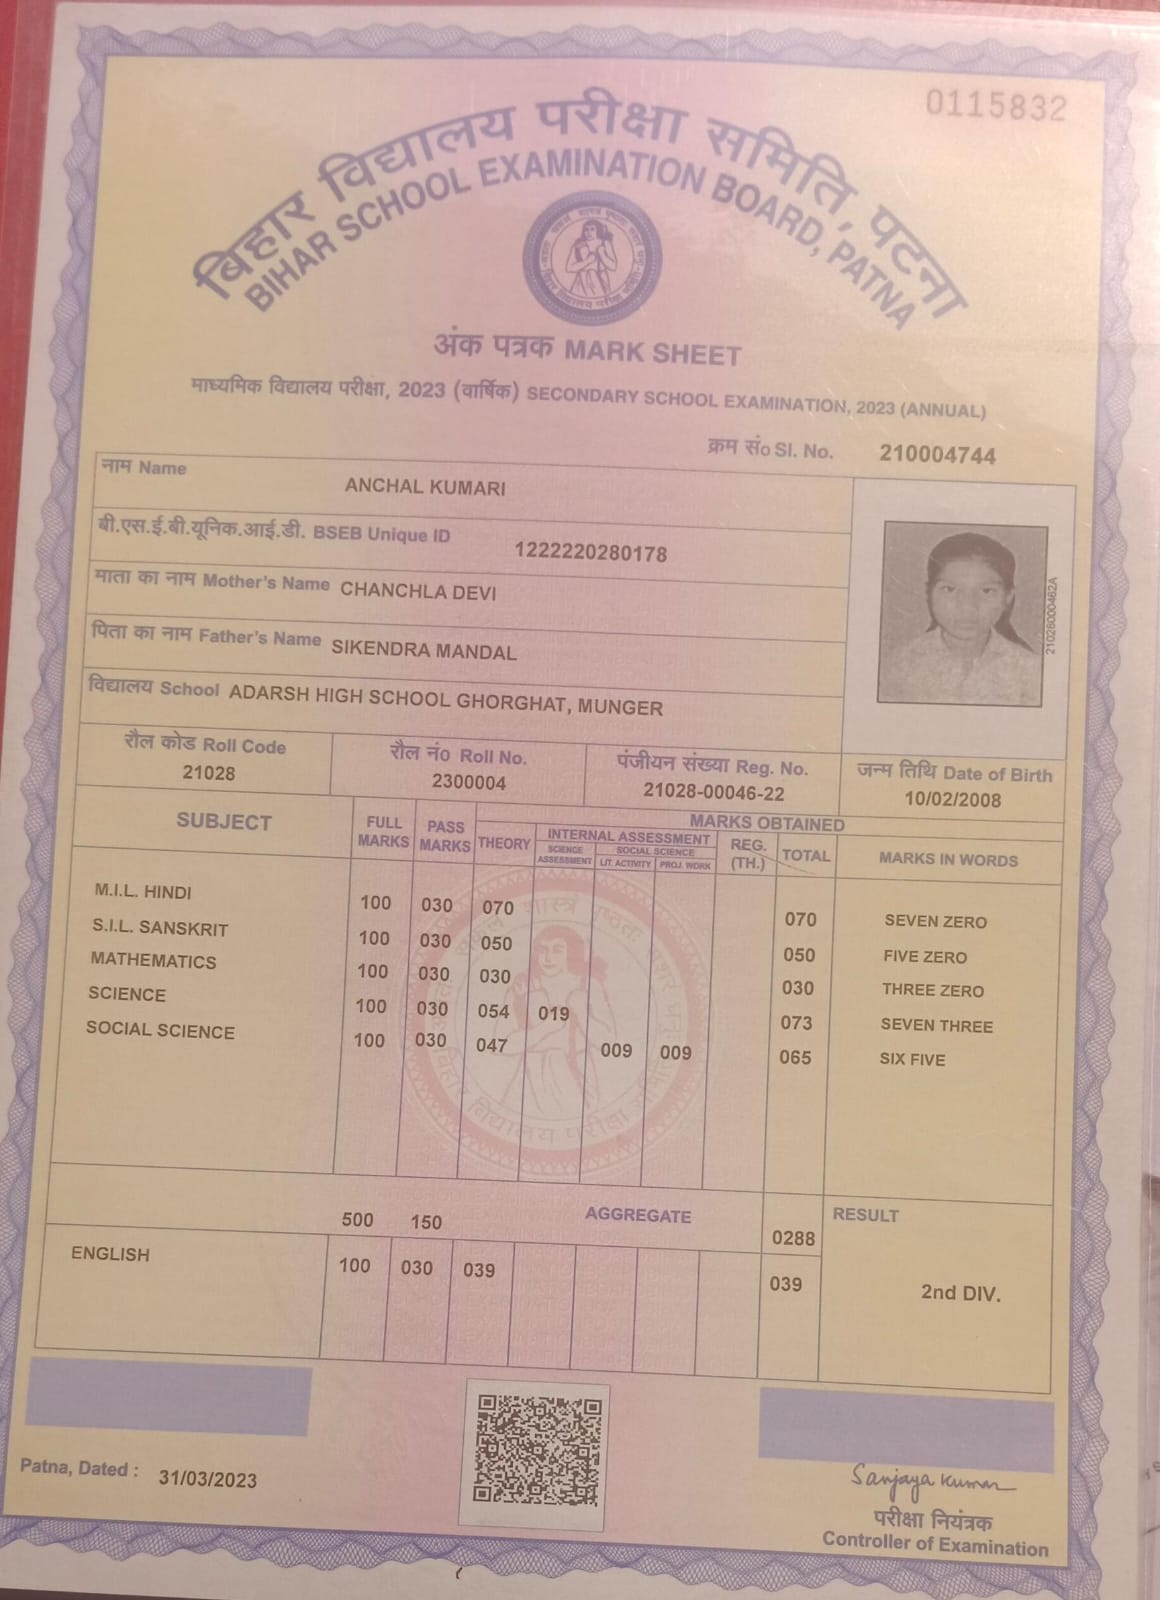 0115832
बिहार विद्यालय परीक्षा समिति, पटना
BIHAR SCHOOL EXAMINATION BOARD, PATNA
अंक पत्रक MARK SHEET
माध्यमिक विद्यालय परीक्षा, 2023 (वार्षिक) SECONDARY SCHOOL EXAMINATION, 2023 (ANNUAL)
क्रम सं० Sl. No. 210004744
नाम Name ANCHAL KUMARI
बी.एस.ई.बी.यूनिक.आई.डी. BSEB Unique ID 1222220280178
माता का नाम Mother's Name CHANCHLA DEVI
पिता का नाम Father's Name SIKENDRA MANDAL
विद्यालय School ADARSH HIGH SCHOOL GHORGHAT, MUNGER
21028000462A
रौल कोड Roll Code रौल नं० Roll No. पंजीयन संख्या Reg. No. जन्म तिथि Date of Birth
21028 2300004 21028-00046-22 10/02/2008
SUBJECT FULL MARKS PASS MARKS MARKS OBTAINED
THEORY INTERNAL ASSESSMENT REG. (TH.) TOTAL MARKS IN WORDS
SCIENCE ASSESSMENT SOCIAL SCIENCE
LIT. ACTIVITY PROJ. WORK
M.I.L. HINDI 100 030 070 070 SEVEN ZERO
S.I.L. SANSKRIT 100 030 050 050 FIVE ZERO
MATHEMATICS 100 030 030 030 THREE ZERO
SCIENCE 100 030 054 019 073 SEVEN THREE
SOCIAL SCIENCE 100 030 047 009 009 065 SIX FIVE
500 150 AGGREGATE 0288 RESULT
ENGLISH 100 030 039 039 2nd DIV.
Patna, Dated : 31/03/2023
Sanjaya Kumar
परीक्षा नियंत्रक
Controller of Examination